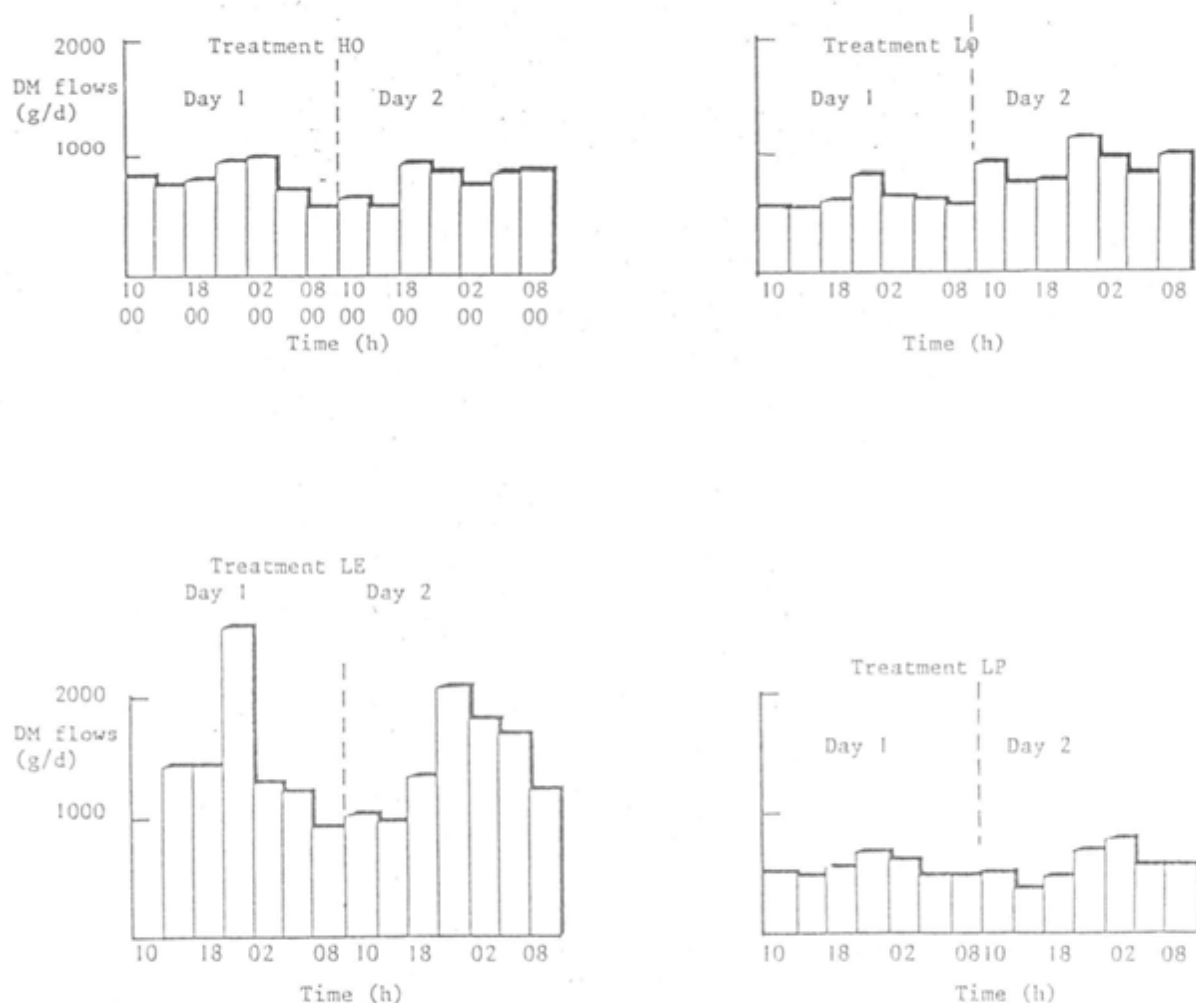 Treatment HO
2000
DM flows
(g/d)
Day 1 Day 2
1000
10 18 02 08 10 18 02 08
00 00 00 00 00 00 00 00
Time (h)
Treatment LO
Day 1 Day 2
10 18 02 08 10 18 02 08
Time (h)
Treatment LE
Day 1 Day 2
2000
DM flows
(g/d)
1000
10 18 02 08 10 18 02 08
Time (h)
Treatment LP
Day 1 Day 2
10 18 02 08 10 18 02 08
Time (h)